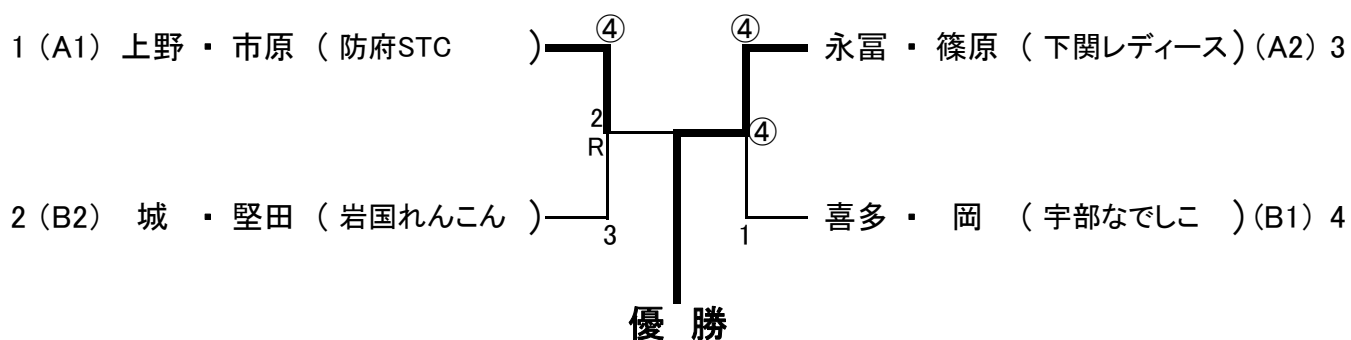 ④ ④
1 (A1) 上野 ・ 市原 ( 防府STC ) 永冨 ・ 篠原 ( 下関レディース) (A2) 3
2 ④
R
2 (B2) 城 ・ 堅田 ( 岩国れんこん ) 喜多 ・ 岡 ( 宇部なでしこ ) (B1) 4
3 1
優 勝